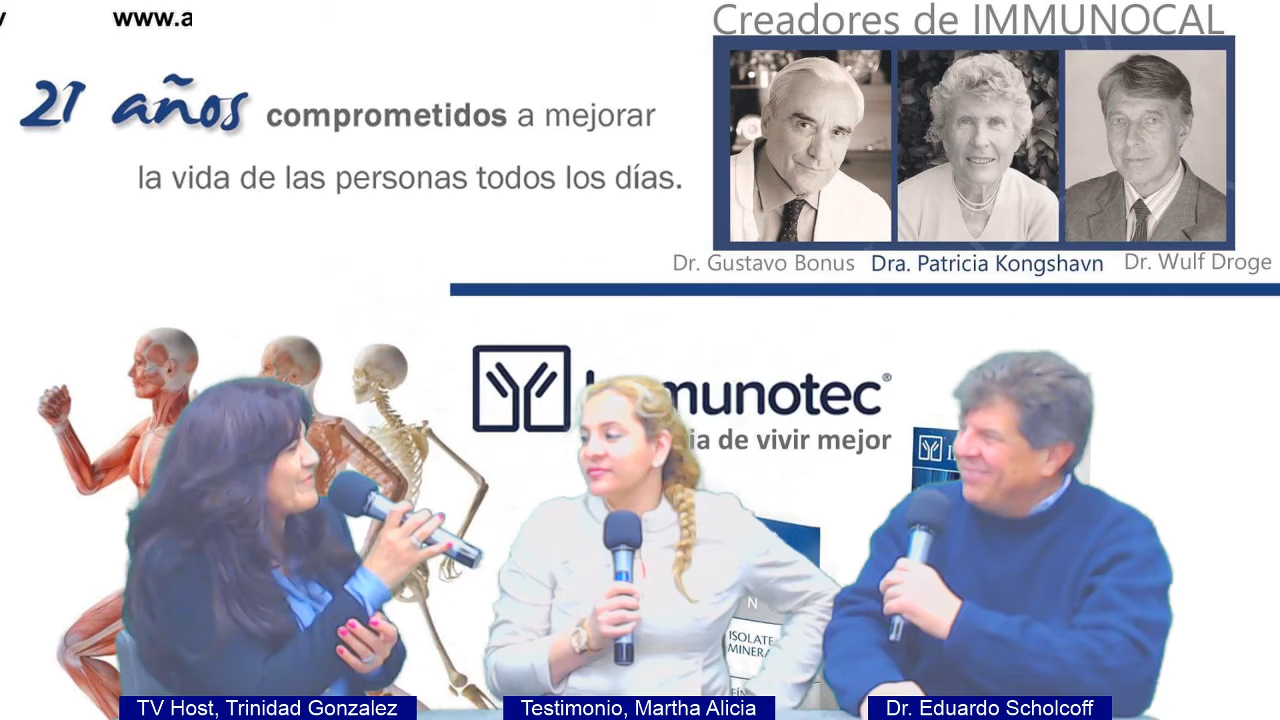 www.a
Creadores de IMMUNOCAL
21 años comprometidos a mejorar
la vida de las personas todos los días.
Dr. Gustavo Bonus
Dra. Patricia Kongshavn
Dr. Wulf Droge
munotec®
ia de vivir mejor
N
ISOLATE
MINERA
TV Host, Trinidad Gonzalez
Testimonio, Martha Alicia
Dr. Eduardo Scholcoff